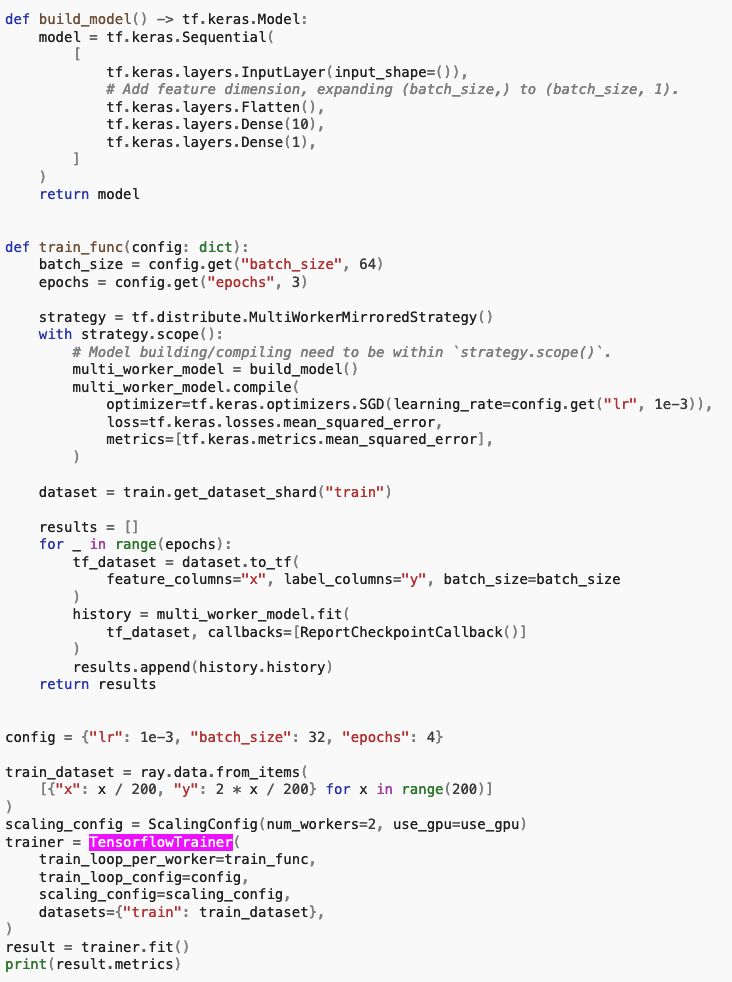 def build_model() -> tf.keras.Model:
    model = tf.keras.Sequential(
        [
            tf.keras.layers.InputLayer(input_shape=()),
            # Add feature dimension, expanding (batch_size,) to (batch_size, 1).
            tf.keras.layers.Flatten(),
            tf.keras.layers.Dense(10),
            tf.keras.layers.Dense(1),
        ]
    )
    return model


def train_func(config: dict):
    batch_size = config.get("batch_size", 64)
    epochs = config.get("epochs", 3)

    strategy = tf.distribute.MultiWorkerMirroredStrategy()
    with strategy.scope():
        # Model building/compiling need to be within `strategy.scope()`.
        multi_worker_model = build_model()
        multi_worker_model.compile(
            optimizer=tf.keras.optimizers.SGD(learning_rate=config.get("lr", 1e-3)),
            loss=tf.keras.losses.mean_squared_error,
            metrics=[tf.keras.metrics.mean_squared_error],
        )

    dataset = train.get_dataset_shard("train")

    results = []
    for _ in range(epochs):
        tf_dataset = dataset.to_tf(
            feature_columns="x", label_columns="y", batch_size=batch_size
        )
        history = multi_worker_model.fit(
            tf_dataset, callbacks=[ReportCheckpointCallback()]
        )
        results.append(history.history)
    return results


config = {"lr": 1e-3, "batch_size": 32, "epochs": 4}

train_dataset = ray.data.from_items(
    [{"x": x / 200, "y": 2 * x / 200} for x in range(200)]
)
scaling_config = ScalingConfig(num_workers=2, use_gpu=use_gpu)
trainer = TensorflowTrainer(
    train_loop_per_worker=train_func,
    train_loop_config=config,
    scaling_config=scaling_config,
    datasets={"train": train_dataset},
)
result = trainer.fit()
print(result.metrics)